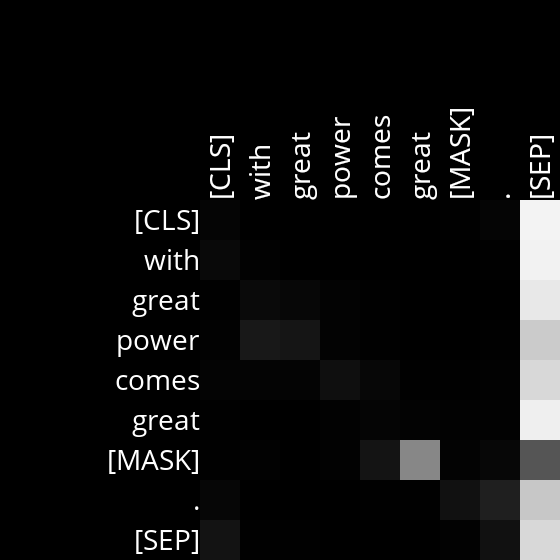 [CLS] with great power comes great [MASK] . [SEP]
[CLS]
with
great
power
comes
great
[MASK]
.
[SEP]